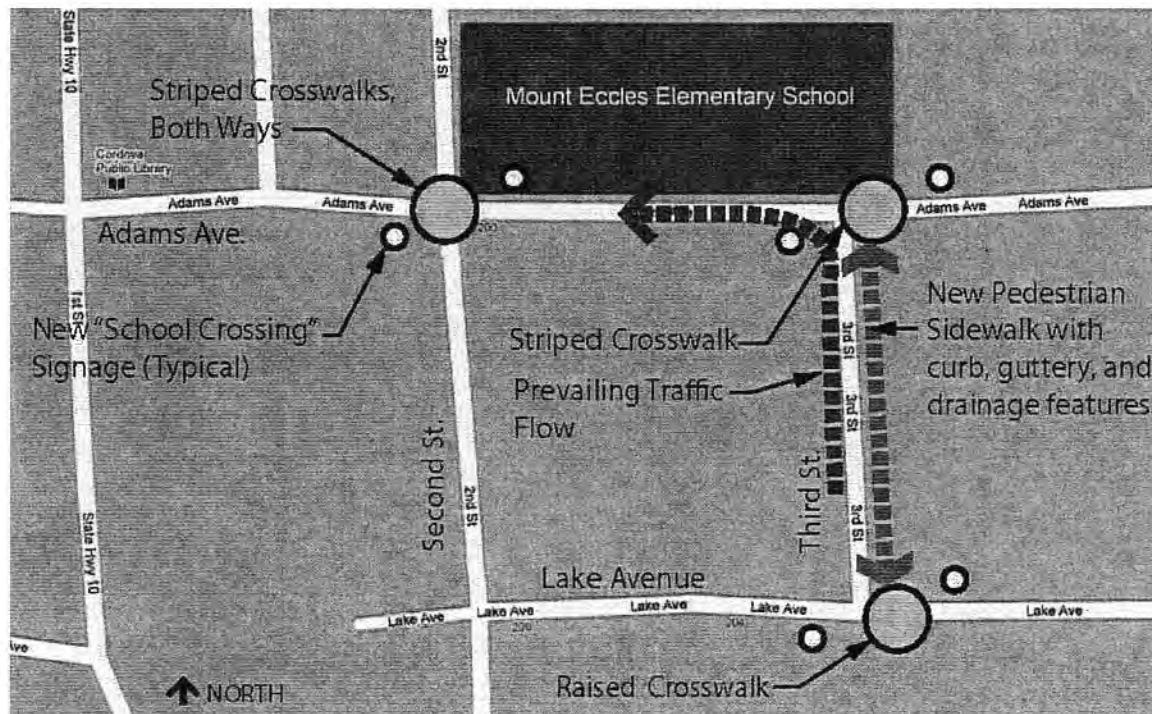 State Hwy 10
2nd St
Mount Eccles Elementary School
Striped Crosswalks,
Both Ways
Cordova
Public Library
Adams Ave
Adams Ave
Adams Ave
Adams Ave
Adams Ave.
200
New "School Crossing"
Signage (Typical)
1st St
Second St.
2nd St
State Hwy 10
Striped Crosswalk
Prevailing Traffic
Flow
3rd St
3rd St
3rd St
Third St.
New Pedestrian
Sidewalk with
curb, guttery, and
drainage features
Lake Avenue
Lake Ave
Lake Ave
Lake Ave
Lake Ave
Lake Ave
Ave
NORTH
Raised Crosswalk